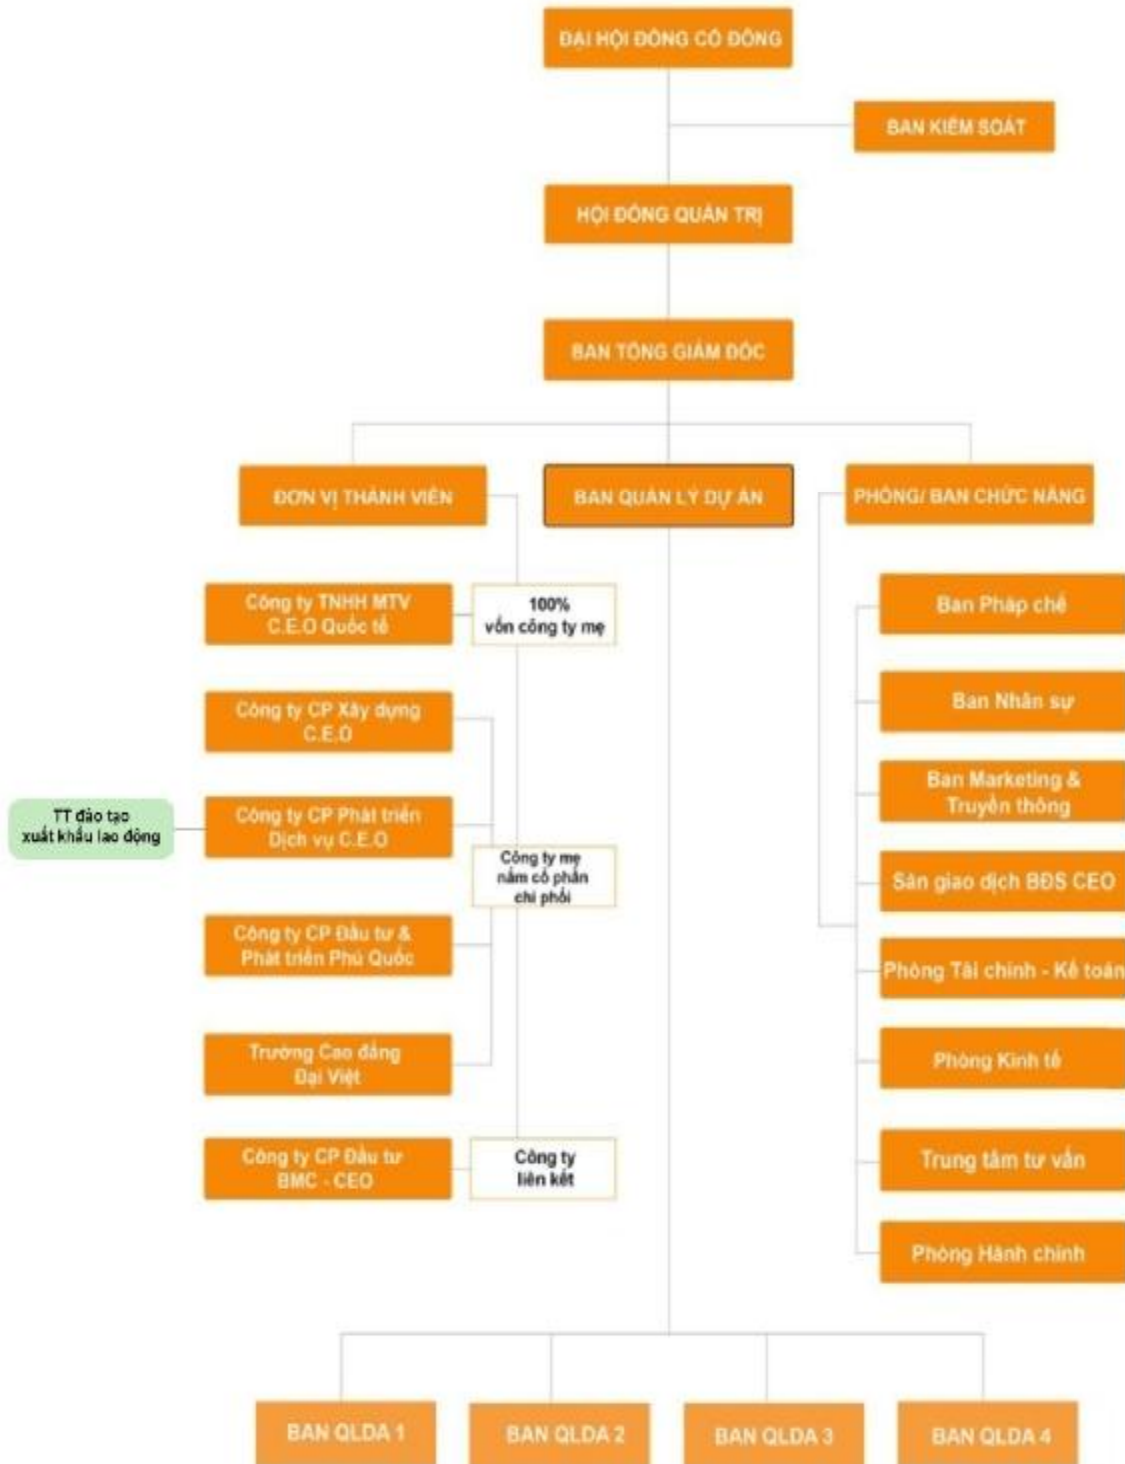 ĐẠI HỘI ĐỒNG CỔ ĐÔNG
BAN KIỂM SOÁT
HỘI ĐỒNG QUẢN TRỊ
BAN TỔNG GIÁM ĐỐC
ĐƠN VỊ THÀNH VIÊN
BAN QUẢN LÝ DỰ ÁN
PHÒNG/ BAN CHỨC NĂNG
Công ty TNHH MTV
C.E.O Quốc tế
100%
vốn công ty mẹ
Công ty CP Xây dựng
C.E.O
TT đào tạo
xuất khẩu lao động
Công ty CP Phát triển
Dịch vụ C.E.O
Công ty mẹ
nắm cổ phần
chi phối
Công ty CP Đầu tư &
Phát triển Phú Quốc
Trường Cao đẳng
Đại Việt
Công ty CP Đầu tư
BMC - CEO
Công ty
liên kết
Ban Pháp chế
Ban Nhân sự
Ban Marketing &
Truyền thông
Sàn giao dịch BĐS CEO
Phòng Tài chính - Kế toán
Phòng Kinh tế
Trung tâm tư vấn
Phòng Hành chính
BAN QLDA 1
BAN QLDA 2
BAN QLDA 3
BAN QLDA 4